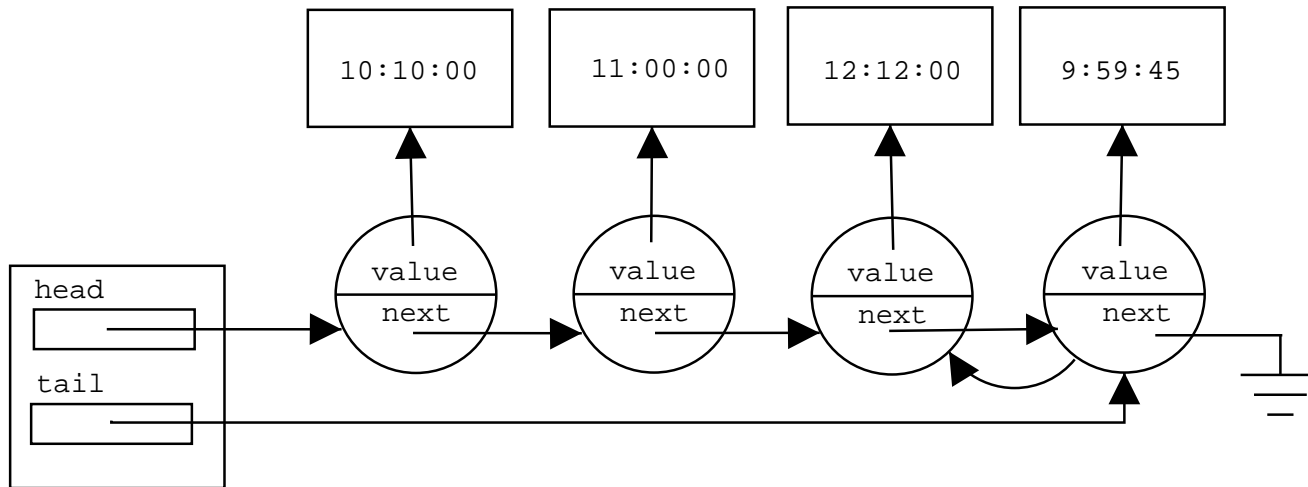 10:10:00
11:00:00
12:12:00
9:59:45
value
next
value
next
value
next
value
next
head
tail